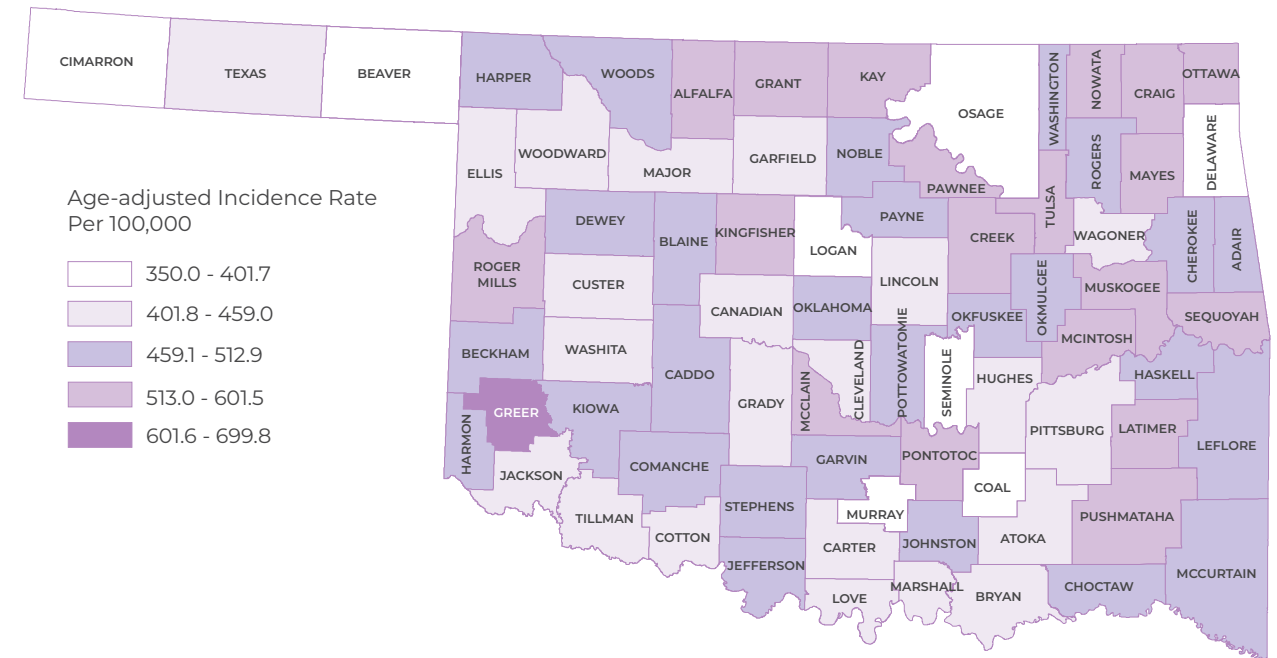 CIMARRON
TEXAS
BEAVER
HARPER
WOODS
ALFALFA
GRANT
KAY
OSAGE
WASHINGTON
NOWATA
CRAIG
OTTAWA
ELLIS
WOODWARD
MAJOR
GARFIELD
NOBLE
PAWNEE
TULSA
ROGERS
MAYES
DELAWARE
Age-adjusted Incidence Rate
Per 100,000
350.0 - 401.7
401.8 - 459.0
459.1 - 512.9
513.0 - 601.5
601.6 - 699.8
DEWEY
BLAINE
KINGFISHER
LOGAN
PAYNE
CREEK
WAGONER
CHEROKEE
ADAIR
ROGER
MILLS
CUSTER
CANADIAN
OKLAHOMA
LINCOLN
OKFUSKEE
OKMULGEE
MUSKOGEE
SEQUOYAH
BECKHAM
WASHITA
CADDO
GRADY
MCCLAIN
CLEVELAND
POTTOWATOMIE
SEMINOLE
HUGHES
MCINTOSH
HASKELL
GREER
KIOWA
HARMON
JACKSON
COMANCHE
GARVIN
PONTOTOC
PITTSBURG
LATIMER
LEFLORE
TILLMAN
COTTON
STEPHENS
MURRAY
COAL
PUSHMATAHA
JEFFERSON
CARTER
JOHNSTON
ATOKA
LOVE
MARSHALL
BRYAN
CHOCTAW
MCCURTAIN